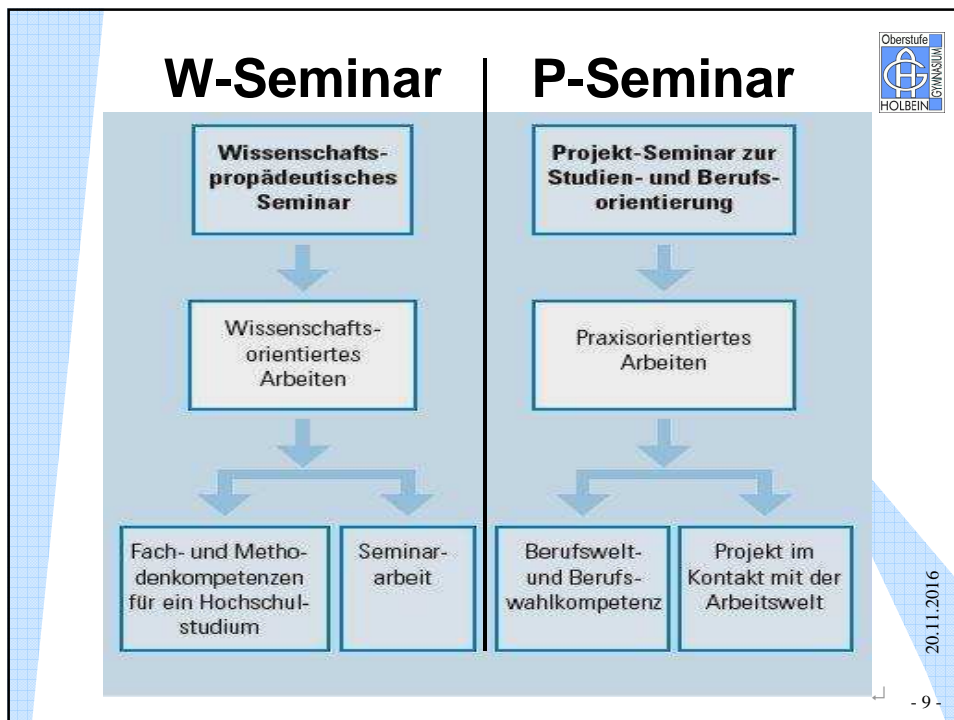 W-Seminar
P-Seminar
Oberstufe
GYMNASIUM
HOLBEIN
Wissenschafts-
propädeutisches
Seminar
Wissenschafts-
orientiertes
Arbeiten
Fach- und Metho-
denkompetenzen
für ein Hochschul-
studium
Seminar-
arbeit
Projekt-Seminar zur
Studien- und Berufs-
orientierung
Praxisorientiertes
Arbeiten
Berufswelt-
und Berufs-
wahlkompetenz
Projekt im
Kontakt mit der
Arbeitswelt
20.11.2016
- 9 -